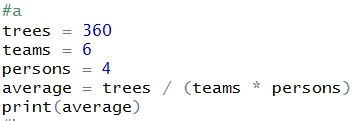 #a
trees = 360
teams = 6
persons = 4
average = trees / (teams * persons)
print(average)